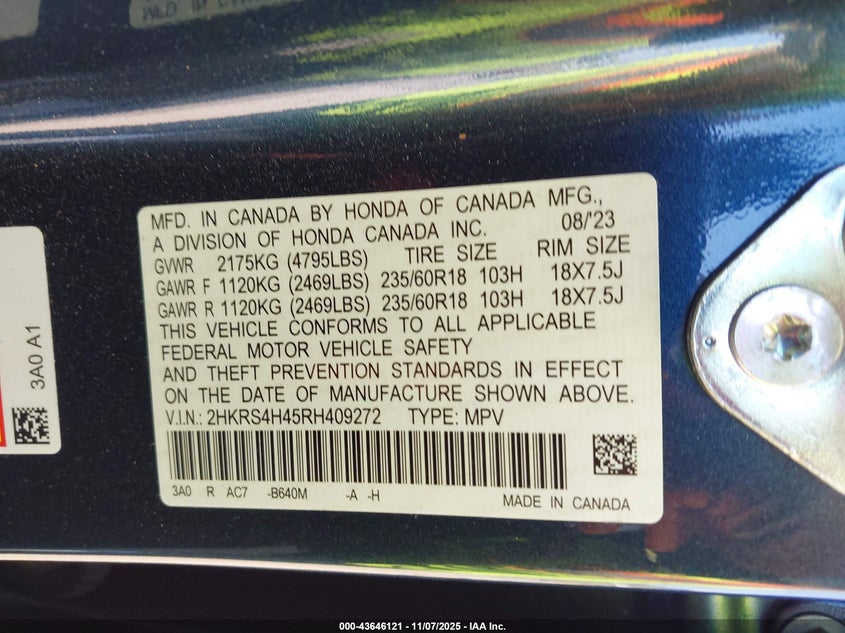 MFD. IN CANADA BY HONDA OF CANADA MFG.,
A DIVISION OF HONDA CANADA INC. 08/'23
GVWR 2175KG (4795LBS) TIRE SIZE RIM SIZE
GAWR F 1120KG (2469LBS) 235/60R18 103H 18X7.5J
GAWR R 1120KG (2469LBS) 235/60R18 103H 18X7.5J
THIS VEHICLE CONFORMS TO ALL APPLICABLE
FEDERAL MOTOR VEHICLE SAFETY
AND THEFT PREVENTION STANDARDS IN EFFECT
ON THE DATE OF MANUFACTURE SHOWN ABOVE.
V.I.N.: 2HKRS4H45RH409272 TYPE: MPV
3A0 R AC7 -B640M -A -H
MADE IN CANADA
3A0 A1
000-43646121 - 11/07/2025 - IAA Inc.